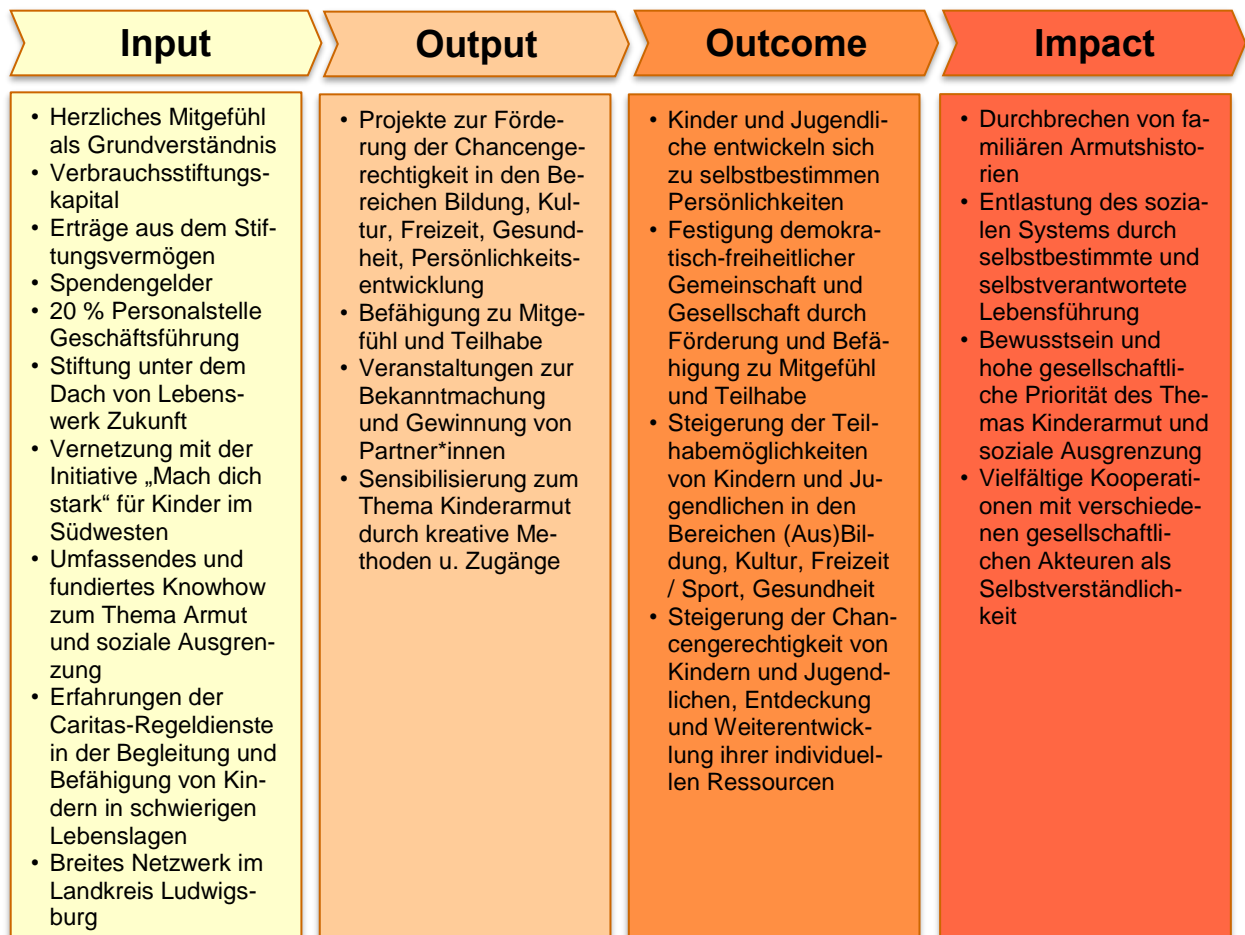 Input
Output
Outcome
Impact
• Herzliches Mitgefühl
als Grundverständnis
• Verbrauchsstiftungs-
kapital
• Erträge aus dem Stif-
tungsvermögen
• Spendengelder
• 20 % Personalstelle
Geschäftsführung
• Stiftung unter dem
Dach von Lebens-
werk Zukunft
• Vernetzung mit der
Initiative „Mach dich
stark“ für Kinder im
Südwesten
• Umfassendes und
fundiertes Knowhow
zum Thema Armut
und soziale Ausgren-
zung
• Erfahrungen der
Caritas-Regeldienste
in der Begleitung und
Befähigung von Kin-
dern in schwierigen
Lebenslagen
• Breites Netzwerk im
Landkreis Ludwigs-
burg
• Projekte zur Förde-
rung der Chancenge-
rechtigkeit in den Be-
reichen Bildung, Kul-
tur, Freizeit, Gesund-
heit, Persönlichkeits-
entwicklung
• Befähigung zu Mitge-
fühl und Teilhabe
• Veranstaltungen zur
Bekanntmachung
und Gewinnung von
Partner*innen
• Sensibilisierung zum
Thema Kinderarmut
durch kreative Me-
thoden u. Zugänge
• Kinder und Jugendli-
che entwickeln sich
zu selbstbestimmen
Persönlichkeiten
• Festigung demokra-
tisch-freiheitlicher
Gemeinschaft und
Gesellschaft durch
Förderung und Befä-
higung zu Mitgefühl
und Teilhabe
• Steigerung der Teil-
habemöglichkeiten
von Kindern und Ju-
gendlichen in den
Bereichen (Aus)Bil-
dung, Kultur, Freizeit
/ Sport, Gesundheit
• Steigerung der Chan-
cengerechtigkeit von
Kindern und Jugend-
lichen, Entdeckung
und Weiterentwick-
lung ihrer individuel-
len Ressourcen
• Durchbrechen von fa-
miliären Armutshisto-
rien
• Entlastung des sozia-
len Systems durch
selbstbestimmte und
selbstverantwortete
Lebensführung
• Bewusstsein und
hohe gesellschaftli-
che Priorität des The-
mas Kinderarmut und
soziale Ausgrenzung
• Vielfältige Kooperati-
onen mit verschiede-
nen gesellschaftli-
chen Akteuren als
Selbstverständlich-
keit